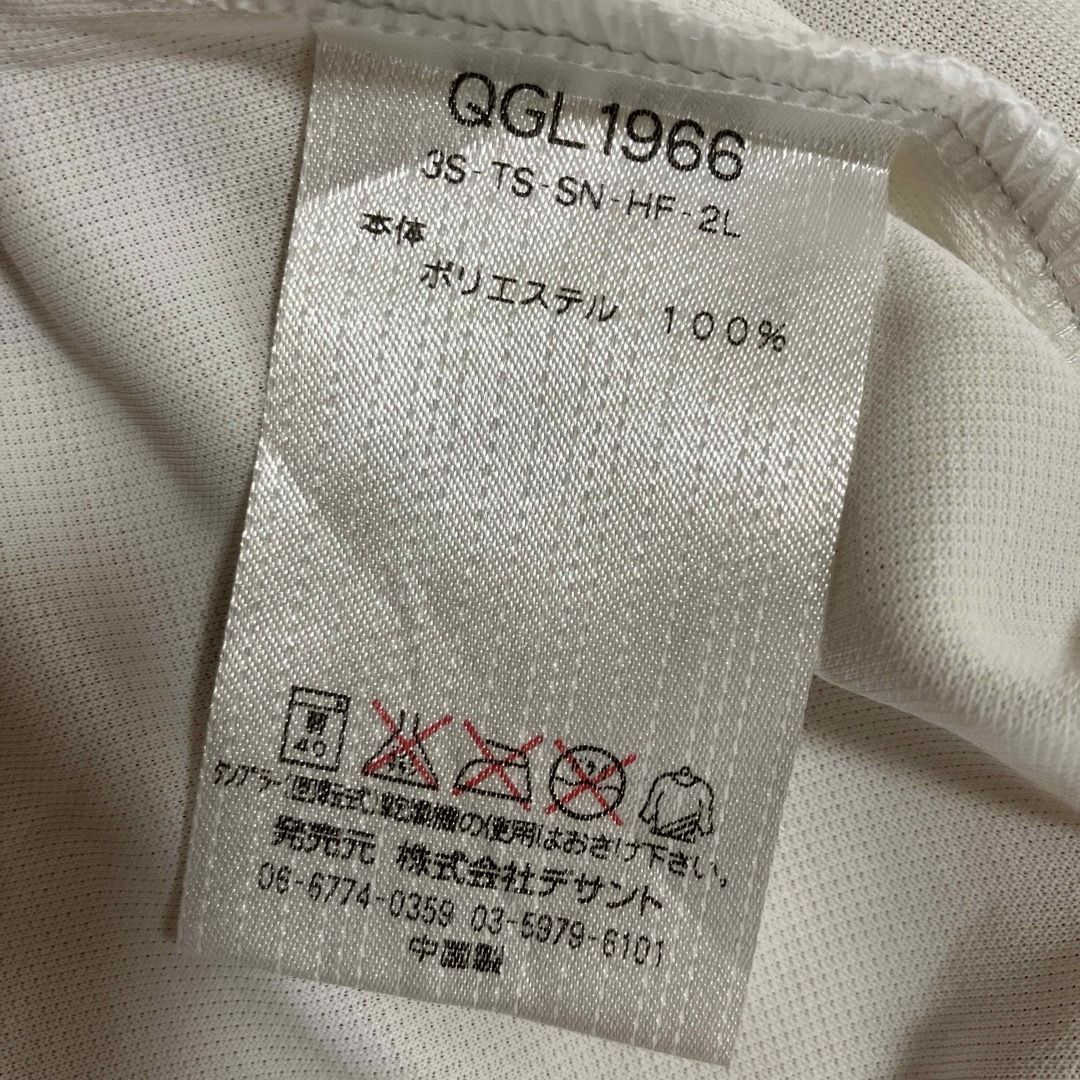 QGL1966
3S-TS-SN-HF-2L
本体
ポリエステル 100%
弱
40
タンブラー(回転式)乾燥機の使用はおさけ下さい。
発売元 株式会社デサント
06-6774-0359 03-5979-6101
中国製